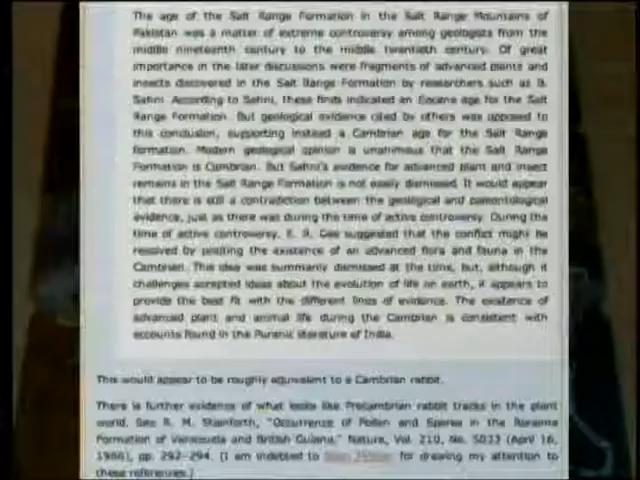 The age of the Salt Range Formation in the Salt Range Mountains of
Pakistan was a matter of extreme controversy among geologists from the
middle nineteenth century to the middle twentieth century. Of great
importance in the later discussions were fragments of advanced plants and
insects discovered in the Salt Range Formation by researchers such as B.
Sahni. According to Sahni, these finds indicated an Eocene age for the Salt
Range Formation. But geological evidence cited by others was opposed to
this conclusion, supporting instead a Cambrian age for the Salt Range
formation. Modern geological opinion is unanimous that the Salt Range
Formation is Cambrian. But Sahni's evidence for advanced plant and insect
remains in the Salt Range Formation is not easily dismissed. It would appear
that there is still a contradiction between the geological and paleontological
evidence, just as there was during the time of active controversy. During the
time of active controversy, E. R. Gee suggested that the conflict might be
resolved by positing the existence of an advanced flora and fauna in the
Cambrian. This idea was summarily dismissed at the time, but, although it
challenges accepted ideas about the evolution of life on earth, it appears to
provide the best fit with the different lines of evidence. The existence of
advanced plant and animal life during the Cambrian is consistent with
accounts found in the Puranic literature of India.
This would appear to be roughly equivalent to a Cambrian rabbit.
There is further evidence of what looks like Precambrian rabbit tracks in the plant
world. See R. M. Stainforth, "Occurrence of Pollen and Spores in the Roraima
Formation of Venezuela and British Guiana," Nature, Vol. 210, No. 5033 (April 16,
1966), pp. 292-294. (I am indebted to for drawing my attention to
these references.)